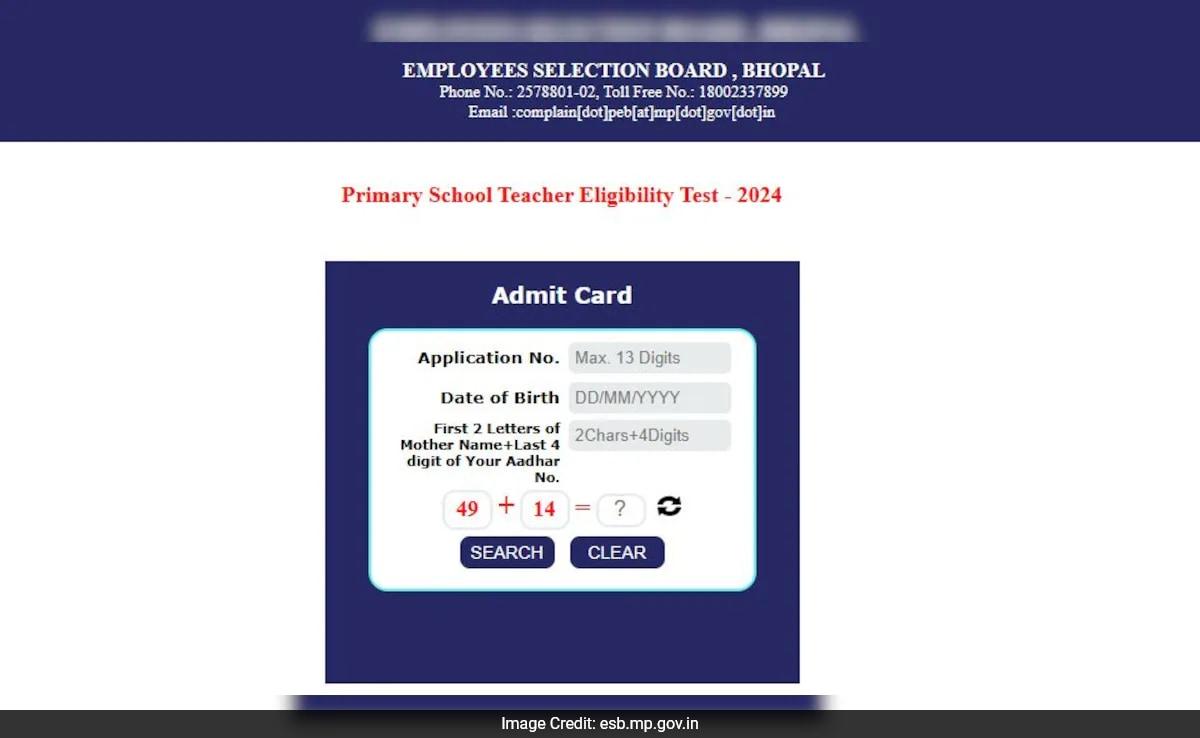 EMPLOYEES SELECTION BOARD , BHOPAL
Phone No.: 2578801-02, Toll Free No.: 18002337899
Email :complain[dot]peb[at]mp[dot]gov[dot]in
Primary School Teacher Eligibility Test - 2024
Admit Card
Application No. Max. 13 Digits
Date of Birth DD/MM/YYYY
First 2 Letters of
Mother Name+Last 4
digit of Your Aadhar
No.
2Chars+4Digits
49 + 14 = ?
SEARCH CLEAR
Image Credit: esb.mp.gov.in